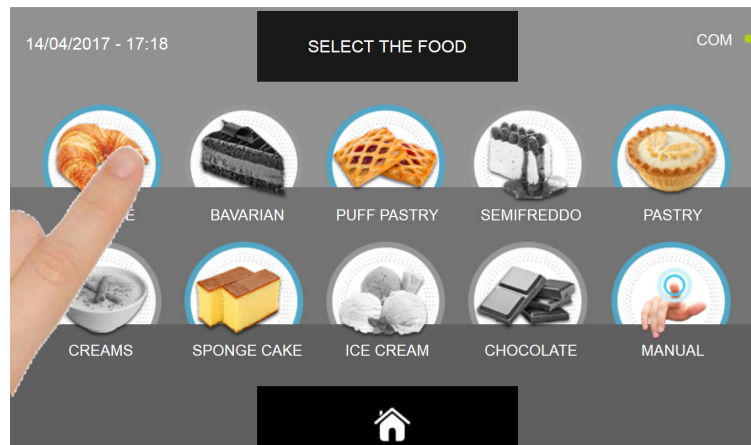 14/04/2017 - 17:18
SELECT THE FOOD
COM
BAVARIAN
PUFF PASTRY
SEMIFREDDO
PASTRY
CREAMS
SPONGE CAKE
ICE CREAM
CHOCOLATE
MANUAL